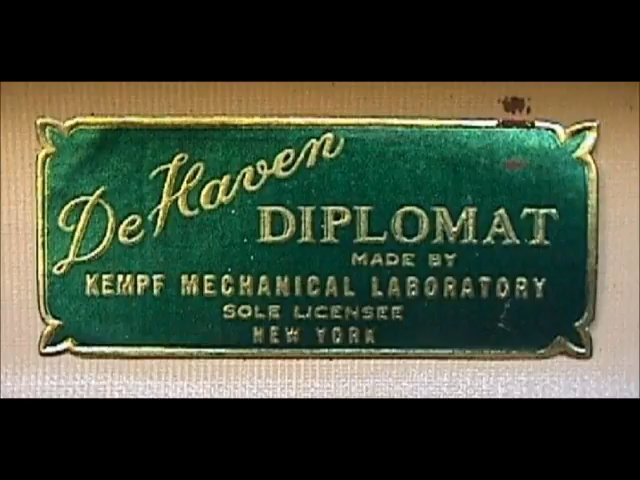 De Haven
DIPLOMAT
MADE BY
KEMPF MECHANICAL LABORATORY
SOLE LICENSEE
NEW YORK